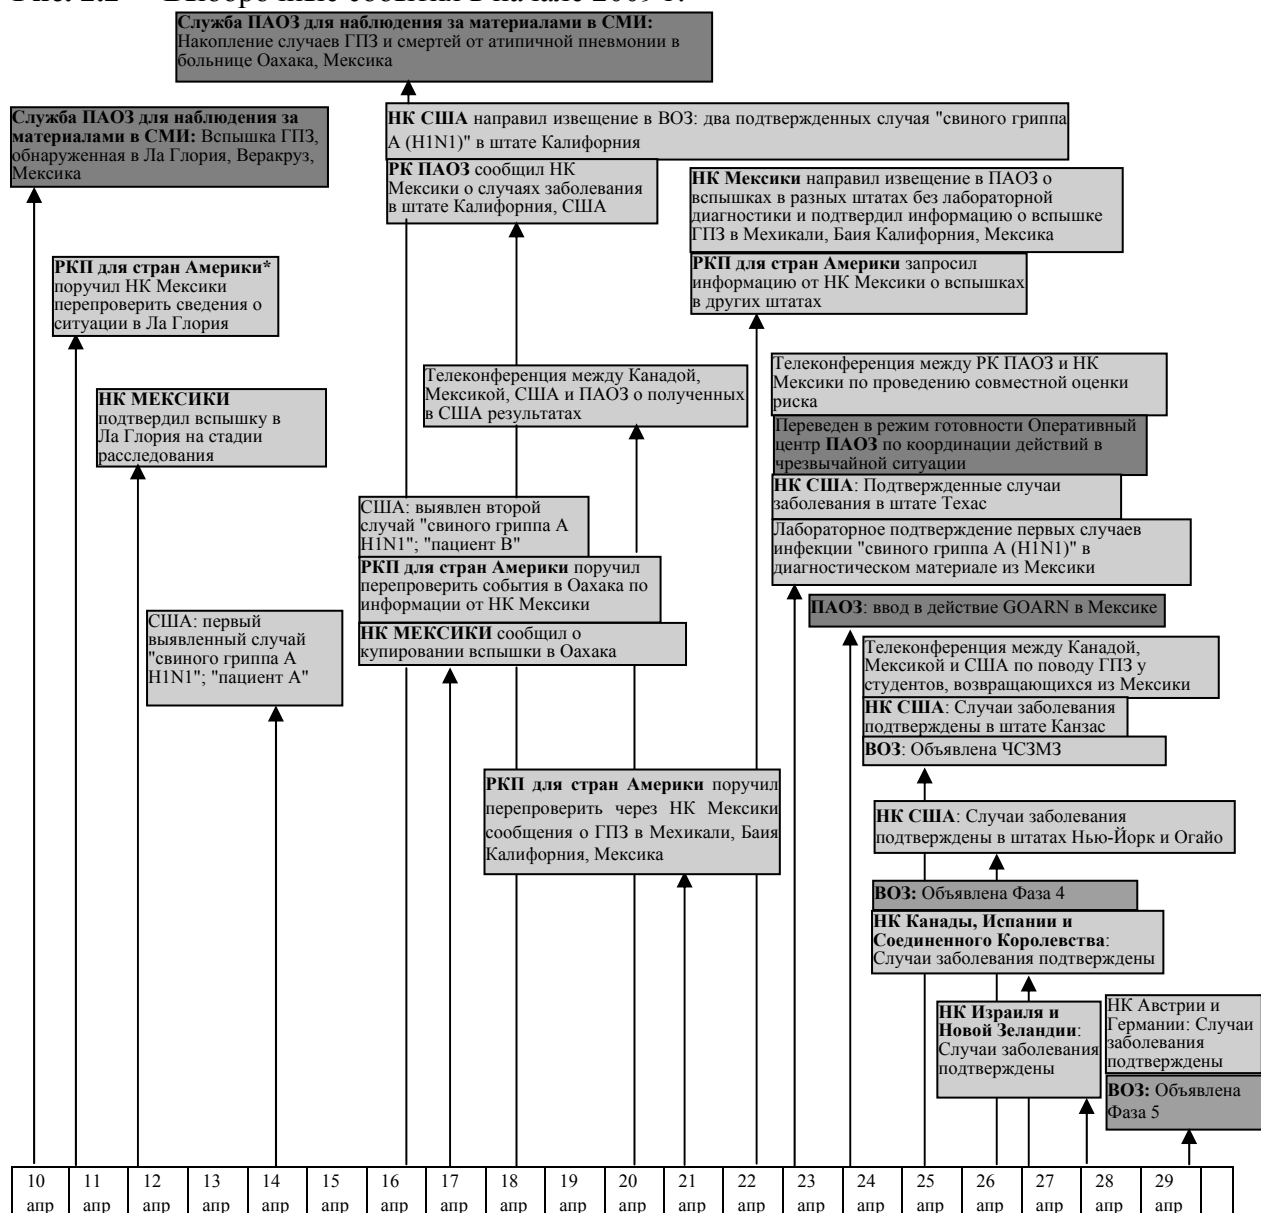 Рис. 2.2 Выборочные события в начале 2009 г.
Служба ПАОЗ для наблюдения за материалами в СМИ:
Накопление случаев ГПЗ и смертей от атипичной пневмонии в
больнице Оахака, Мексика
Служба ПАОЗ для наблюдения за
материалами в СМИ: Вспышка ГПЗ,
обнаруженная в Ла Глория, Веракруз,
Мексика
НК США направил извещение в ВОЗ: два подтвержденных случая "свиного гриппа
А (H1N1)" в штате Калифорния
РК ПАОЗ сообщил НК
Мексики о случаях заболевания
в штате Калифорния, США
НК Мексики направил извещение в ПАОЗ о
вспышках в разных штатах без лабораторной
диагностики и подтвердил информацию о вспышке
ГПЗ в Мехикали, Баия Калифорния, Мексика
РКП для стран Америки*
поручил НК Мексики
перепроверить сведения о
ситуации в Ла Глория
РКП для стран Америки запросил
информацию от НК Мексики о вспышках
в других штатах
НК МЕКСИКИ
подтвердил вспышку в
Ла Глория на стадии
расследования
Телеконференция между Канадой,
Мексикой, США и ПАОЗ о полученных
в США результатах
Телеконференция между РК ПАОЗ и НК
Мексики по проведению совместной оценки
риска
Переведен в режим готовности Оперативный
центр ПАОЗ по координации действий в
чрезвычайной ситуации
НК США: Подтвержденные случаи
заболевания в штате Техас
Лабораторное подтверждение первых случаев
инфекции "свиного гриппа А (H1N1)" в
диагностическом материале из Мексики
США: выявлен второй
случай "свиного гриппа А
H1N1"; "пациент В"
РКП для стран Америки поручил
перепроверить события в Оахака по
информации от НК Мексики
НК МЕКСИКИ сообщил о
купировании вспышки в Оахака
США: первый
выявленный случай
"свиного гриппа А
H1N1"; "пациент А"
ПАОЗ: ввод в действие GOARN в Мексике
Телеконференция между Канадой,
Мексикой и США по поводу ГПЗ у
студентов, возвращающихся из Мексики
НК США: Случаи заболевания
подтверждены в штате Канзас
ВОЗ: Объявлена ЧСЗМЗ
РКП для стран Америки поручил
перепроверить через НК Мексики
сообщения о ГПЗ в Мехикали, Баия
Калифорния, Мексика
НК США: Случаи заболевания
подтверждены в штатах Нью-Йорк и Огайо
ВОЗ: Объявлена Фаза 4
НК Канады, Испании и
Соединенного Королевства:
Случаи заболевания подтверждены
НК Израиля и
Новой Зеландии:
Случаи заболевания
подтверждены
НК Австрии и
Германии: Случаи
заболевания
подтверждены
ВОЗ: Объявлена
Фаза 5
10 11 12 13 14 15 16 17 18 19 20 21 22 23 24 25 26 27 28 29
апр апр апр апр апр апр апр апр апр апр апр апр апр апр апр апр апр апр апр апр